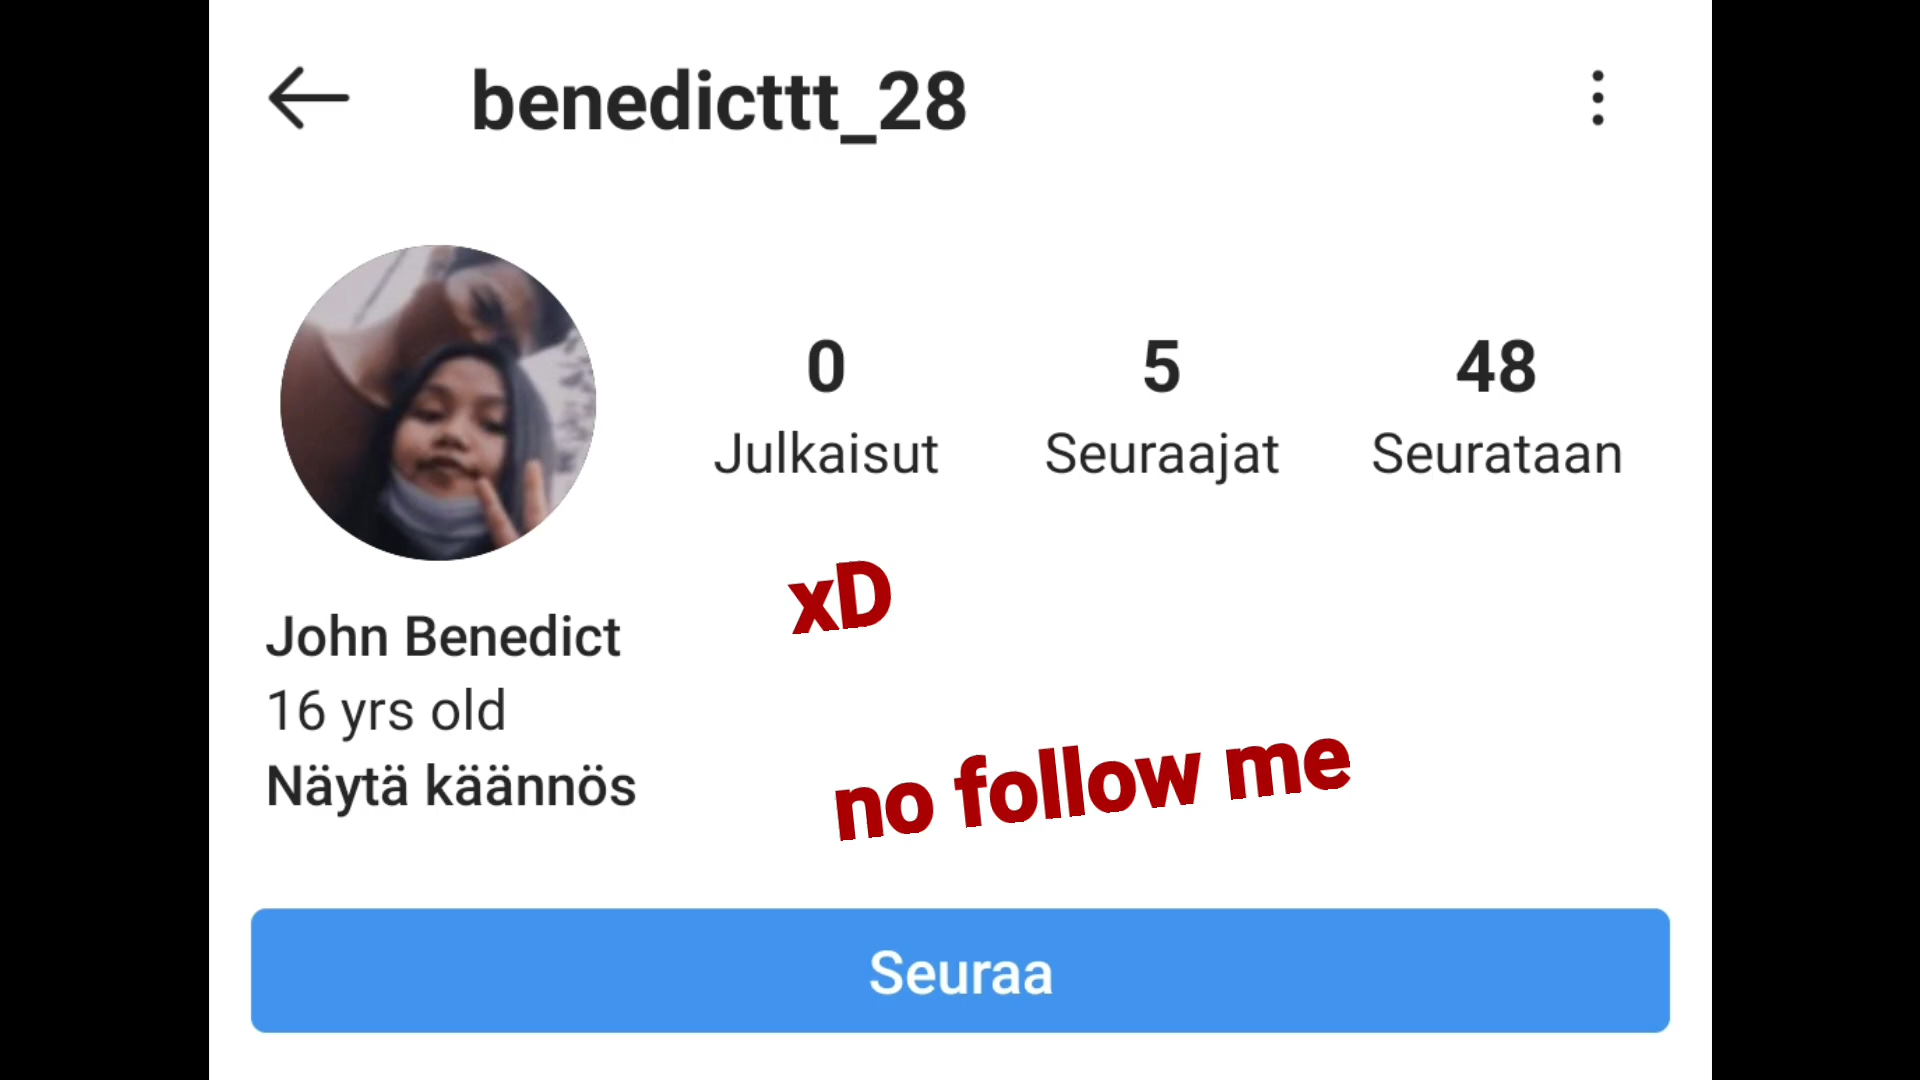 benedicttt_28
0 5 48
Julkaisut Seuraajat Seurataan
xD
John Benedict
16 yrs old
Näytä käännös
no follow me
Seuraa